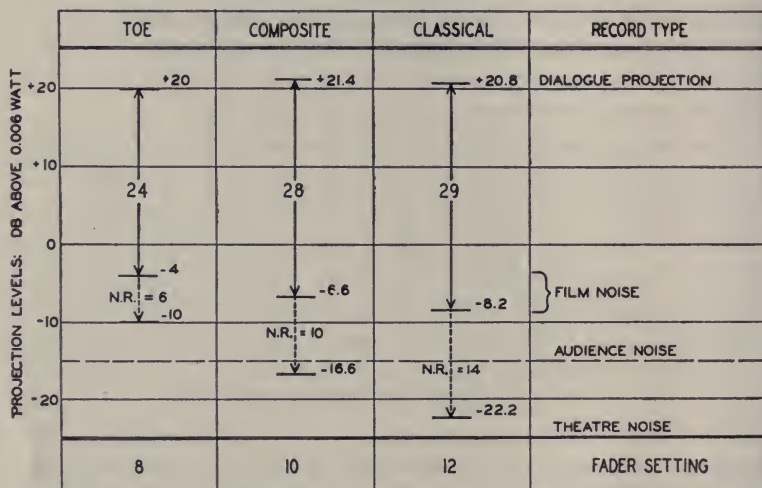 TOE COMPOSITE CLASSICAL RECORD TYPE
+20 +21.4 +20.8 DIALOGUE PROJECTION
+20
+10
24 28 29
0
-4 -6.6 -8.2 FILM NOISE
N.R. = 6
-10 -10
N.R. = 10
AUDIENCE NOISE
-16.6 N.R. = 14
-20 -22.2
THEATRE NOISE
8 10 12 FADER SETTING
PROJECTION LEVELS: DB ABOVE 0.006 WATT